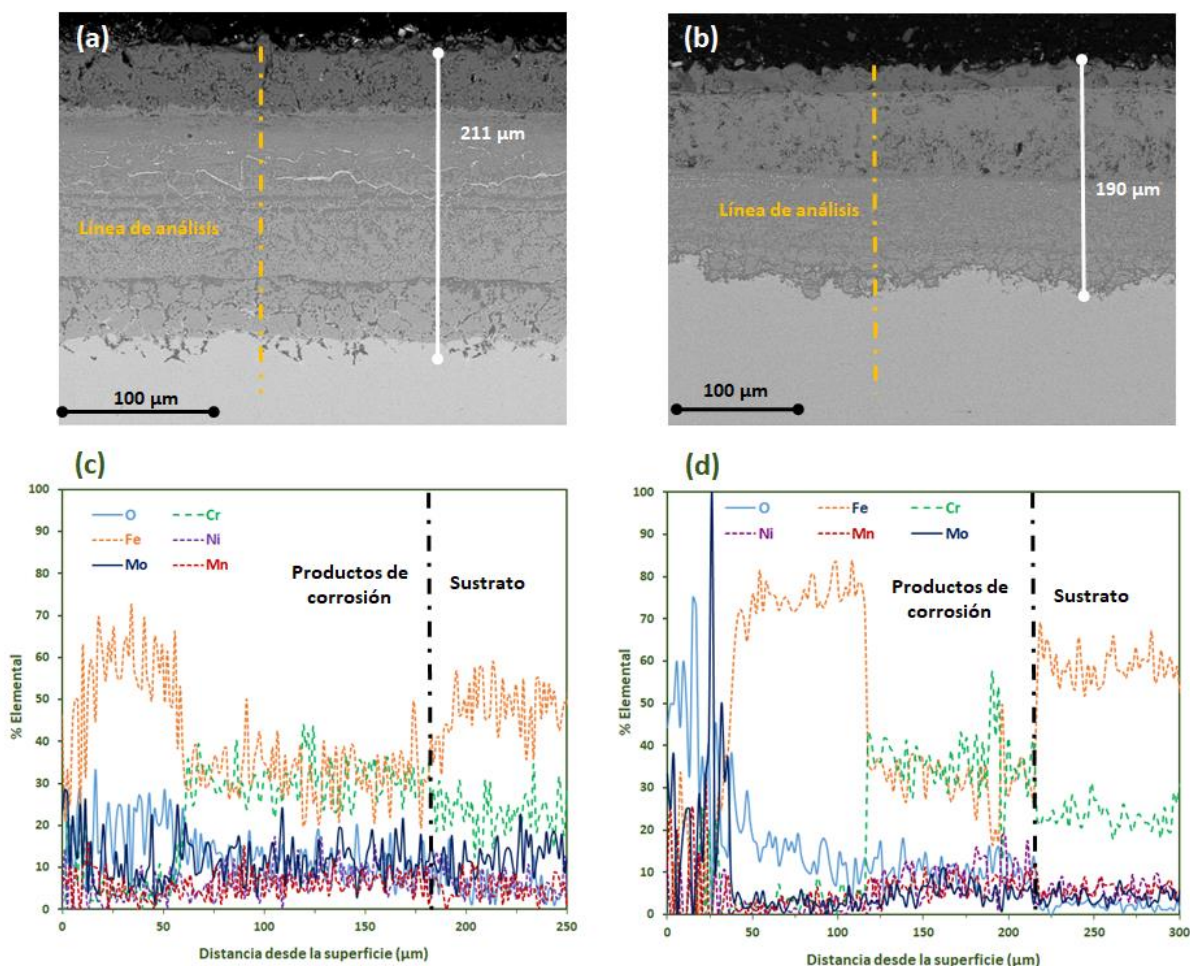 (a)
211 µm
Línea de análisis
100 µm
(b)
190 µm
Línea de análisis
100 µm
(c)
100
90
80
70
60
50
40
30
20
10
0
% Elemental
O
Cr
Fe
Ni
Mo
Mn
Productos de
corrosión
Sustrato
0
50
100
150
200
250
Distancia desde la superficie (µm)
(d)
100
90
80
70
60
50
40
30
20
10
0
% Elemental
O
Fe
Cr
Ni
Mn
Mo
Productos de
corrosión
Sustrato
0
50
100
150
200
250
300
Distancia desde la superficie (µm)